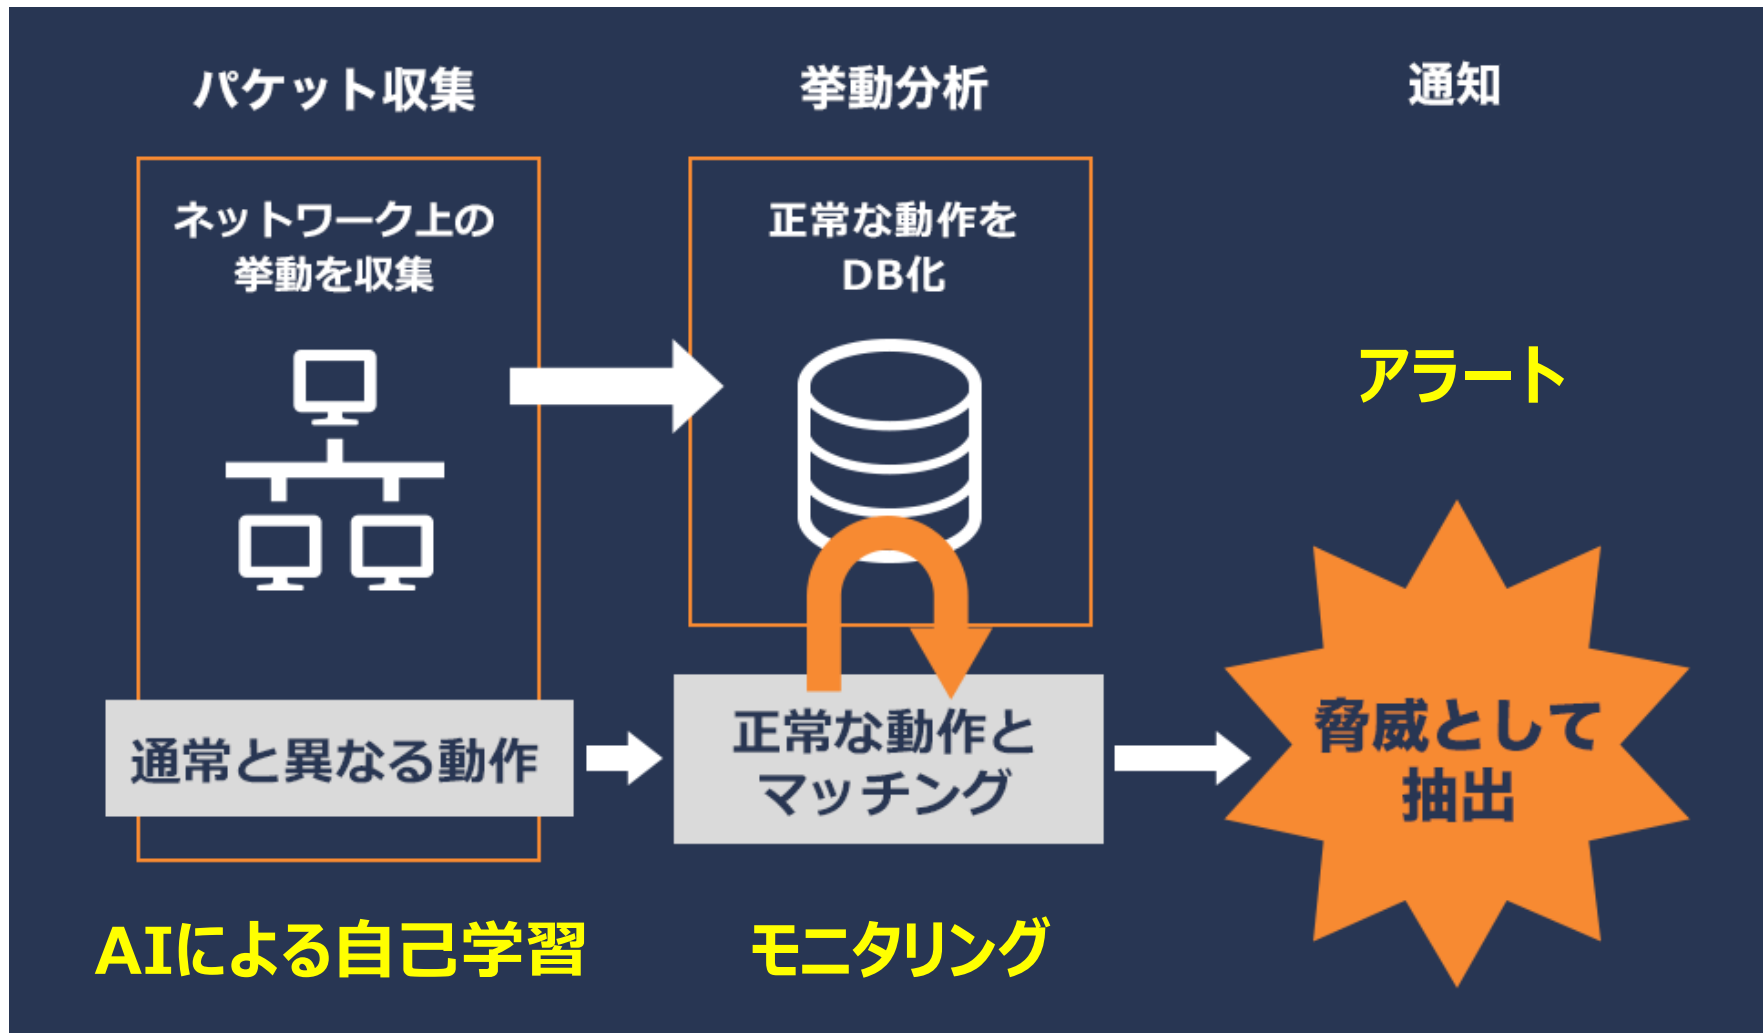 パケット収集
挙動分析
通知
ネットワーク上の
挙動を収集
正常な動作を
DB化
アラート
通常と異なる動作
正常な動作と
マッチング
脅威として
抽出
AIによる自己学習
モニタリング